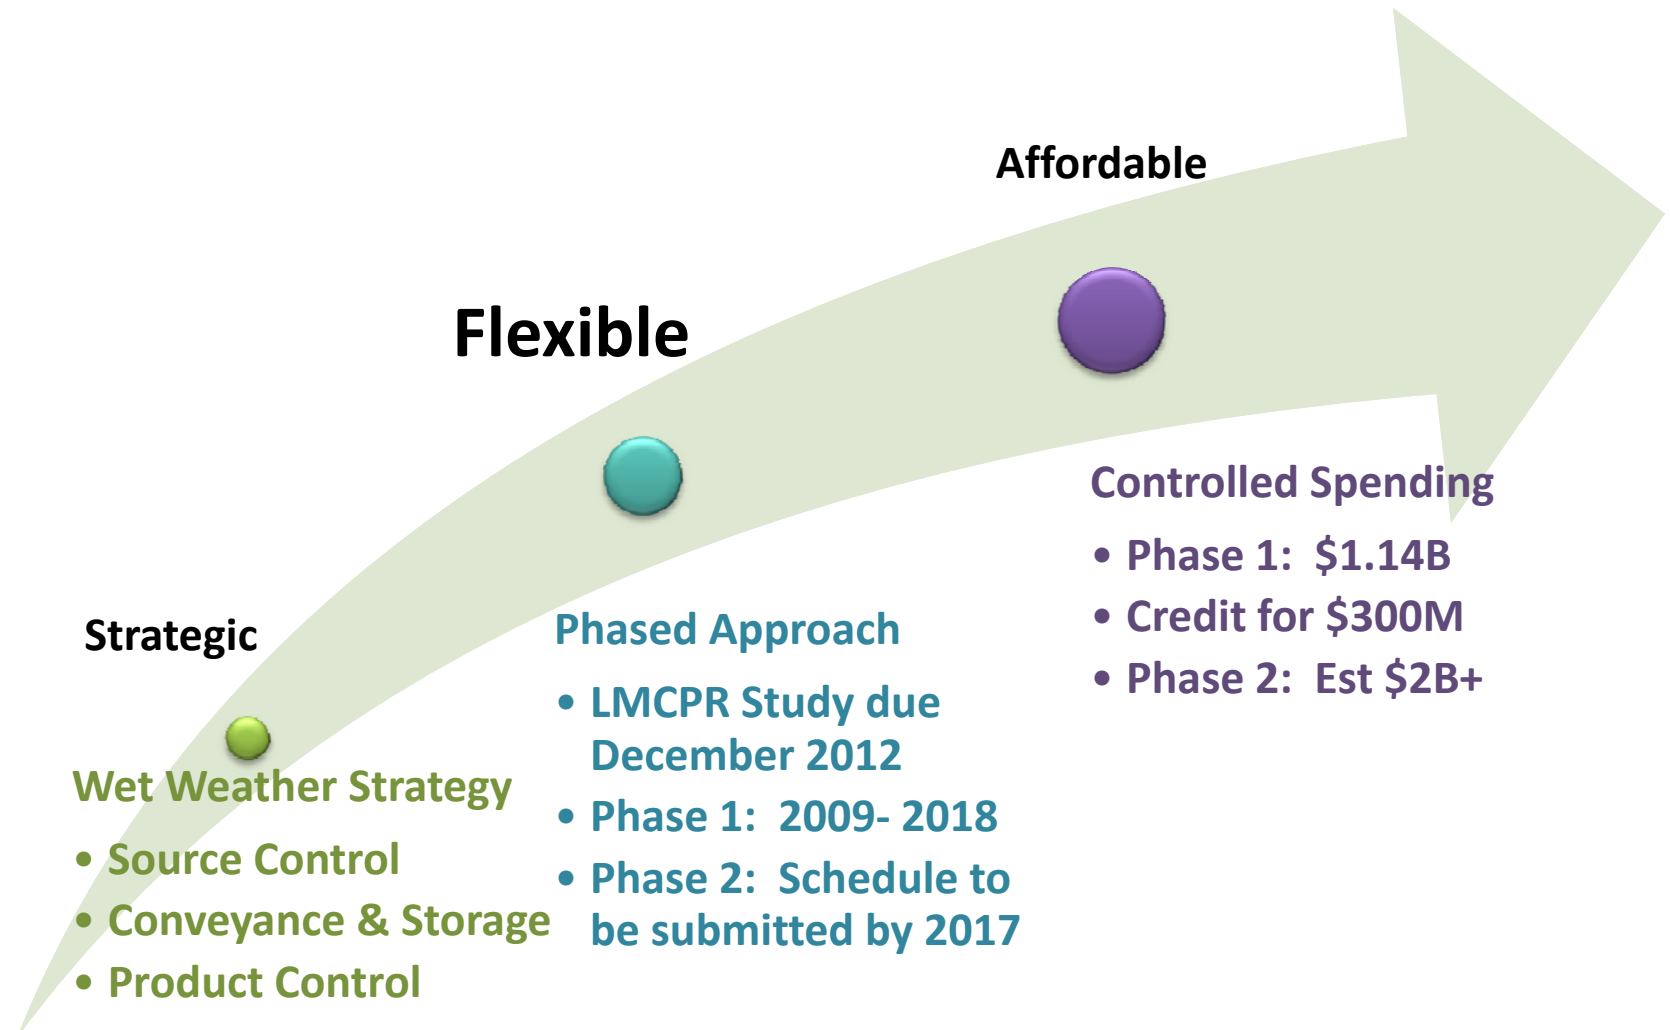 Strategic
Wet Weather Strategy
• Source Control
• Conveyance & Storage
• Product Control
Flexible
Phased Approach
• LMCPR Study due
December 2012
• Phase 1:  2009- 2018
• Phase 2:  Schedule to
be submitted by 2017
Affordable
Controlled Spending
• Phase 1:  $1.14B
• Credit for $300M
• Phase 2:  Est $2B+